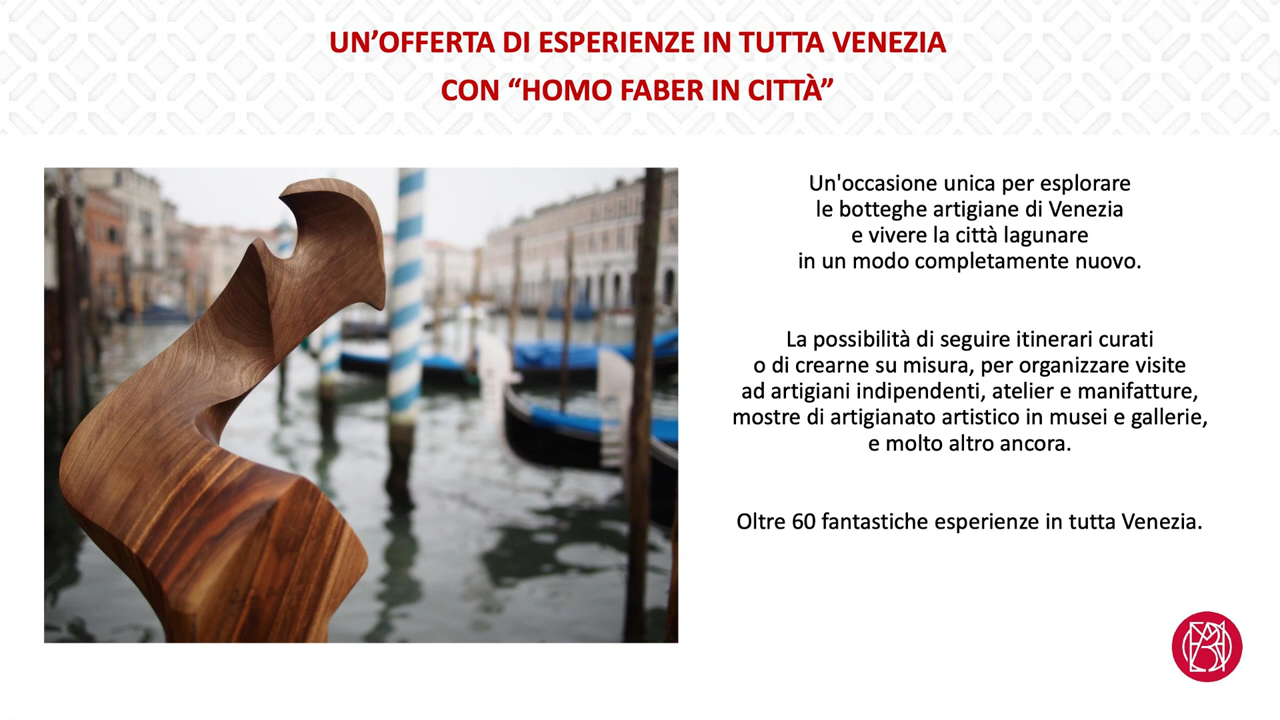 UN’OFFERTA DI ESPERIENZE IN TUTTA VENEZIA
CON “HOMO FABER IN CITTÀ”
Un'occasione unica per esplorare
le botteghe artigiane di Venezia
e vivere la città lagunare
in un modo completamente nuovo.
La possibilità di seguire itinerari curati
o di crearne su misura, per organizzare visite
ad artigiani indipendenti, atelier e manifatture,
mostre di artigianato artistico in musei e gallerie,
e molto altro ancora.
Oltre 60 fantastiche esperienze in tutta Venezia.